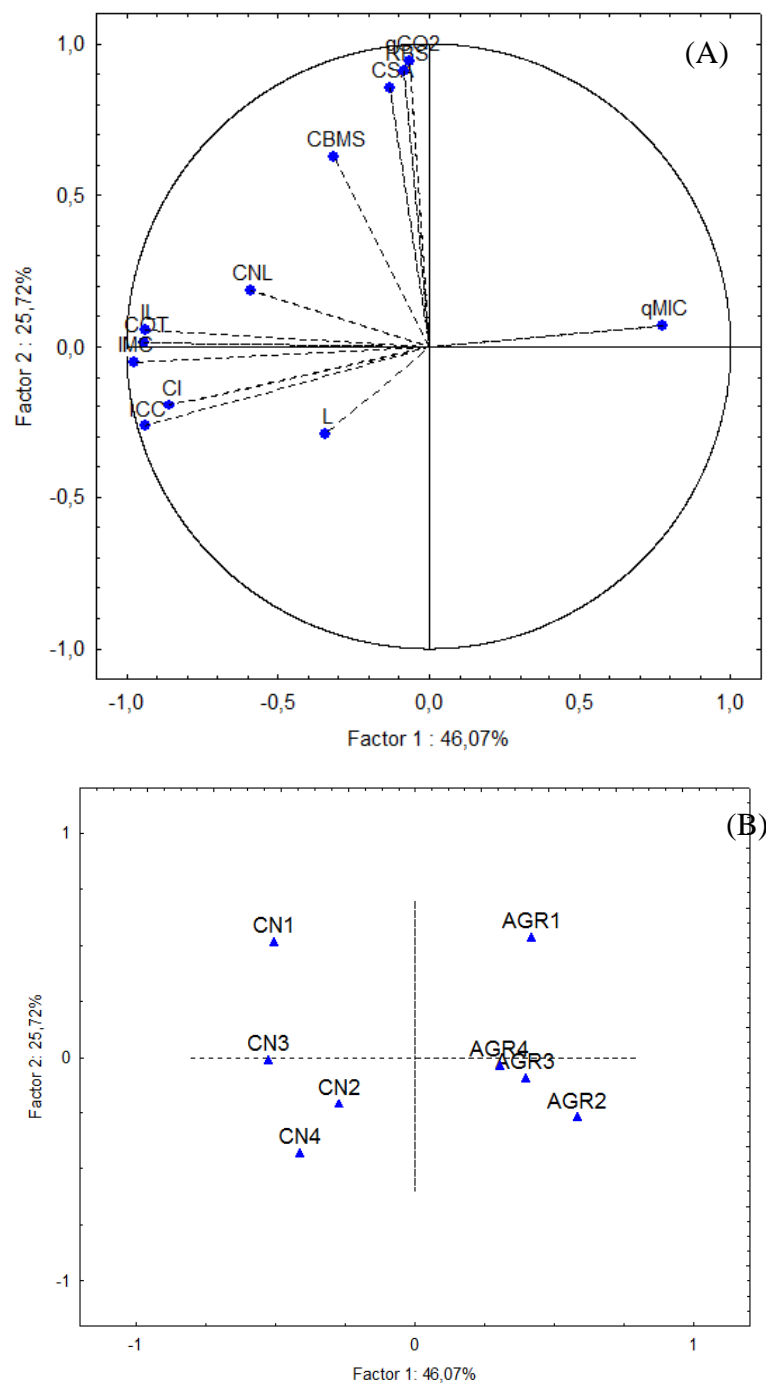 (A)
1,0
0,5
0,0
-0,5
-1,0
Factor 2 : 25,72%
qCO2
RBS
CSA
CBMS
CNL
qMIC
IL
COT
IMC
CI
ICC
L
-1,0 -0,5 0,0 0,5 1,0
Factor 1 : 46,07%
(B)
1
0
-1
Factor 2: 25,72%
CN1 AGR1
CN3 AGR4
AGR3
CN2 AGR2
CN4
-1 0 1
Factor 1: 46,07%